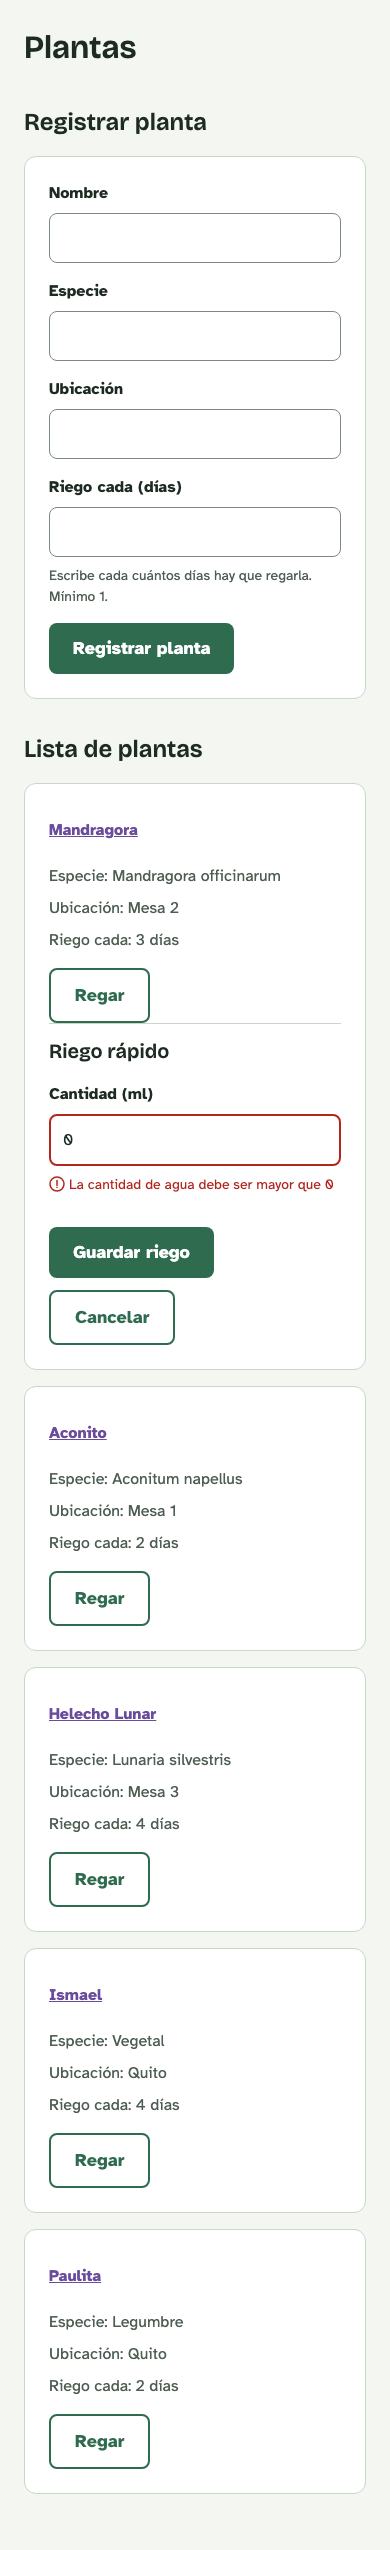 Plantas
Registrar planta
Nombre
Especie
Ubicación
Riego cada (días)
Escribe cada cuántos días hay que regarla.
Mínimo 1.
Registrar planta
Lista de plantas
Mandragora
Especie: Mandragora officinarum
Ubicación: Mesa 2
Riego cada: 3 días
Regar
Riego rápido
Cantidad (ml)
0
La cantidad de agua debe ser mayor que 0
Guardar riego
Cancelar
Aconito
Especie: Aconitum napellus
Ubicación: Mesa 1
Riego cada: 2 días
Regar
Helecho Lunar
Especie: Lunaria silvestris
Ubicación: Mesa 3
Riego cada: 4 días
Regar
Ismael
Especie: Vegetal
Ubicación: Quito
Riego cada: 4 días
Regar
Paulita
Especie: Legumbre
Ubicación: Quito
Riego cada: 2 días
Regar